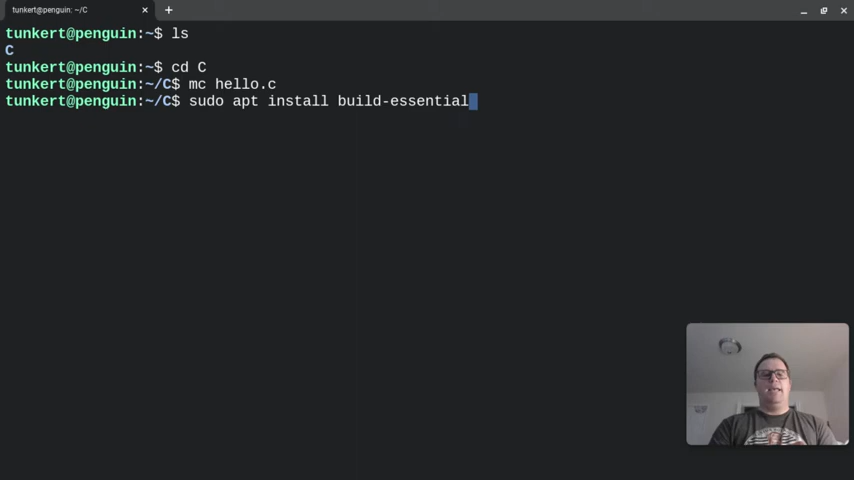 tunkert@penguin: ~/C
tunkert@penguin:~$ ls
C
tunkert@penguin:~$ cd C
tunkert@penguin:~/C$ mc hello.c
tunkert@penguin:~/C$ sudo apt install build-essential